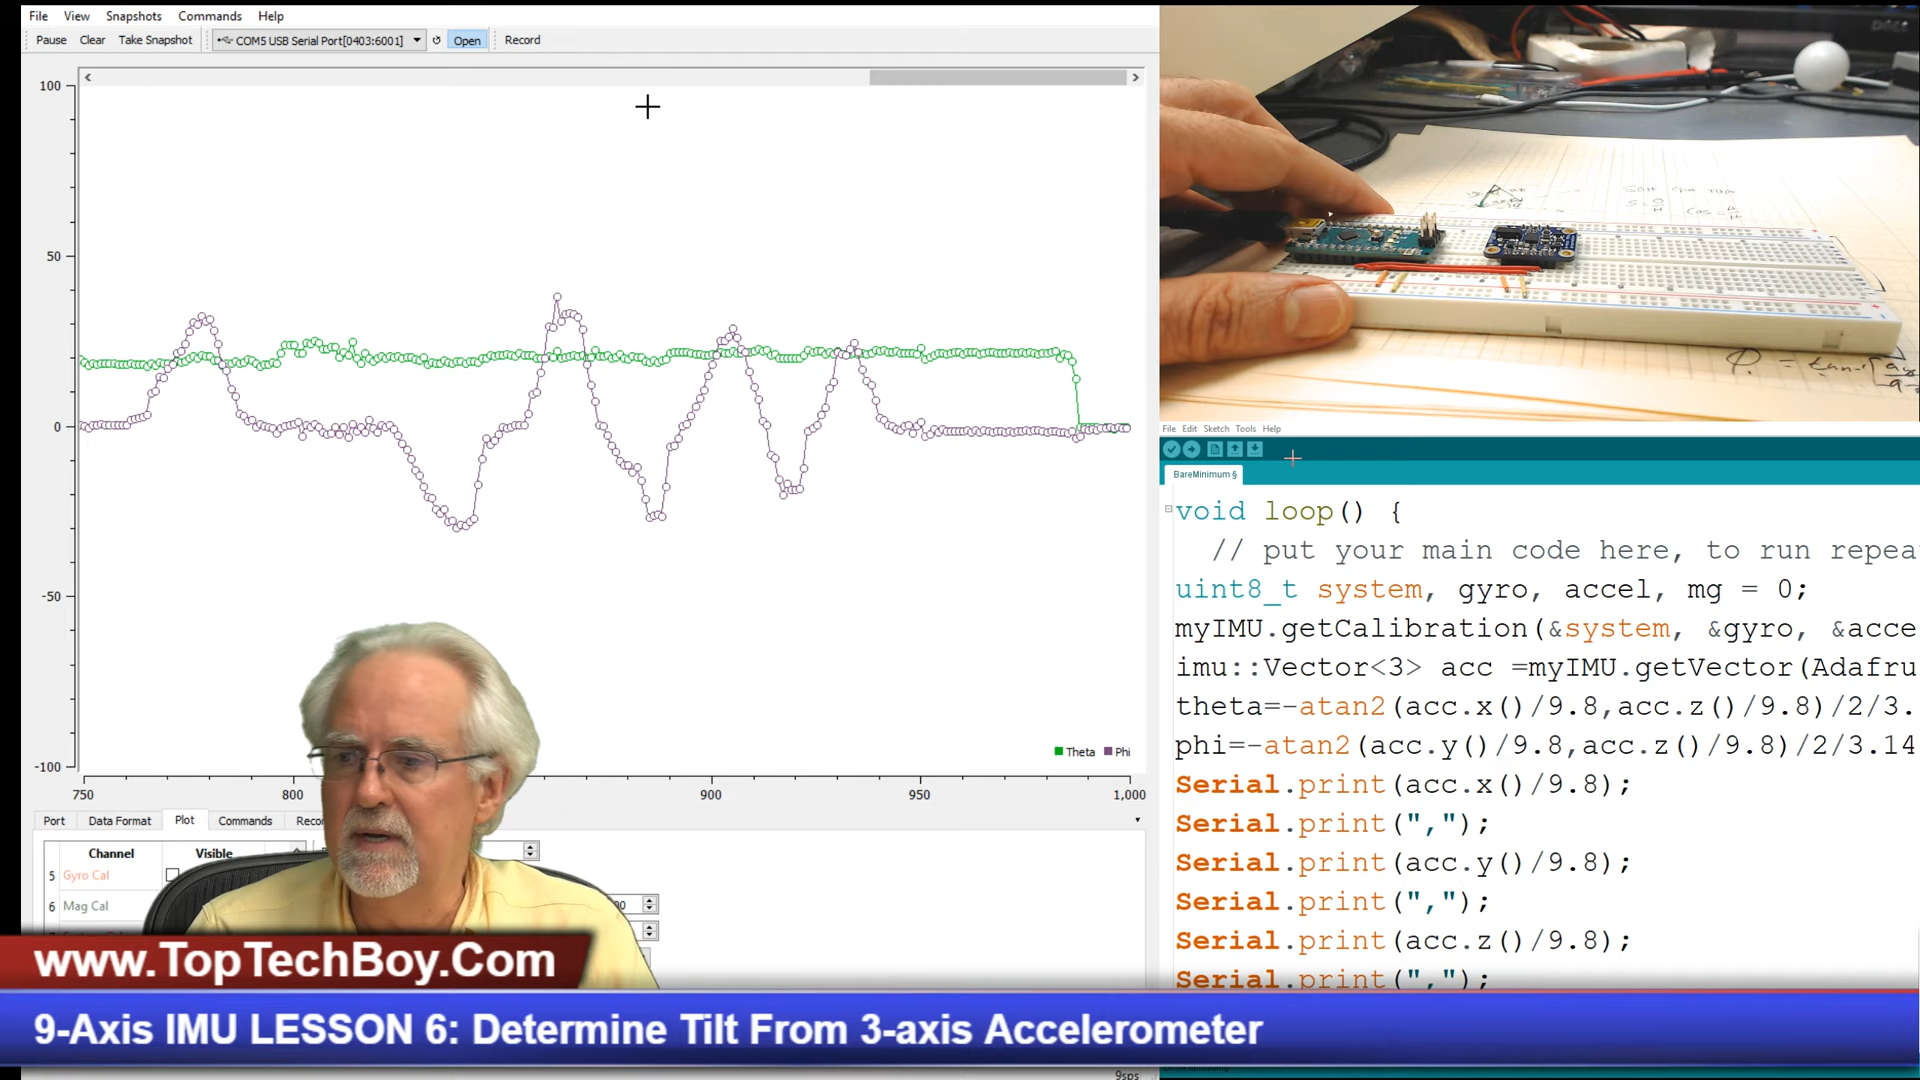 File View Snapshots Commands Help
Pause Clear Take Snapshot COM5 USB Serial Port[0403:6001] Open Record
100
50
0
-50
-100
Theta Phi
750 800 900 950 1,000
Port Data Format Plot Commands
Channel Visible
5 Gyro Cal
6 Mag Cal
9sps
File Edit Sketch Tools Help
BareMinimum §
void loop() {
// put your main code here, to run repea
uint8_t system, gyro, accel, mg = 0;
myIMU.getCalibration(&system, &gyro, &acce
imu::Vector<3> acc =myIMU.getVector(Adafru
theta=-atan2(acc.x()/9.8,acc.z()/9.8)/2/3.
phi=-atan2(acc.y()/9.8,acc.z()/9.8)/2/3.14
Serial.print(acc.x()/9.8);
Serial.print(",");
Serial.print(acc.y()/9.8);
Serial.print(",");
Serial.print(acc.z()/9.8);
Serial.print(",");
www.TopTechBoy.Com
9-Axis IMU LESSON 6: Determine Tilt From 3-axis Accelerometer